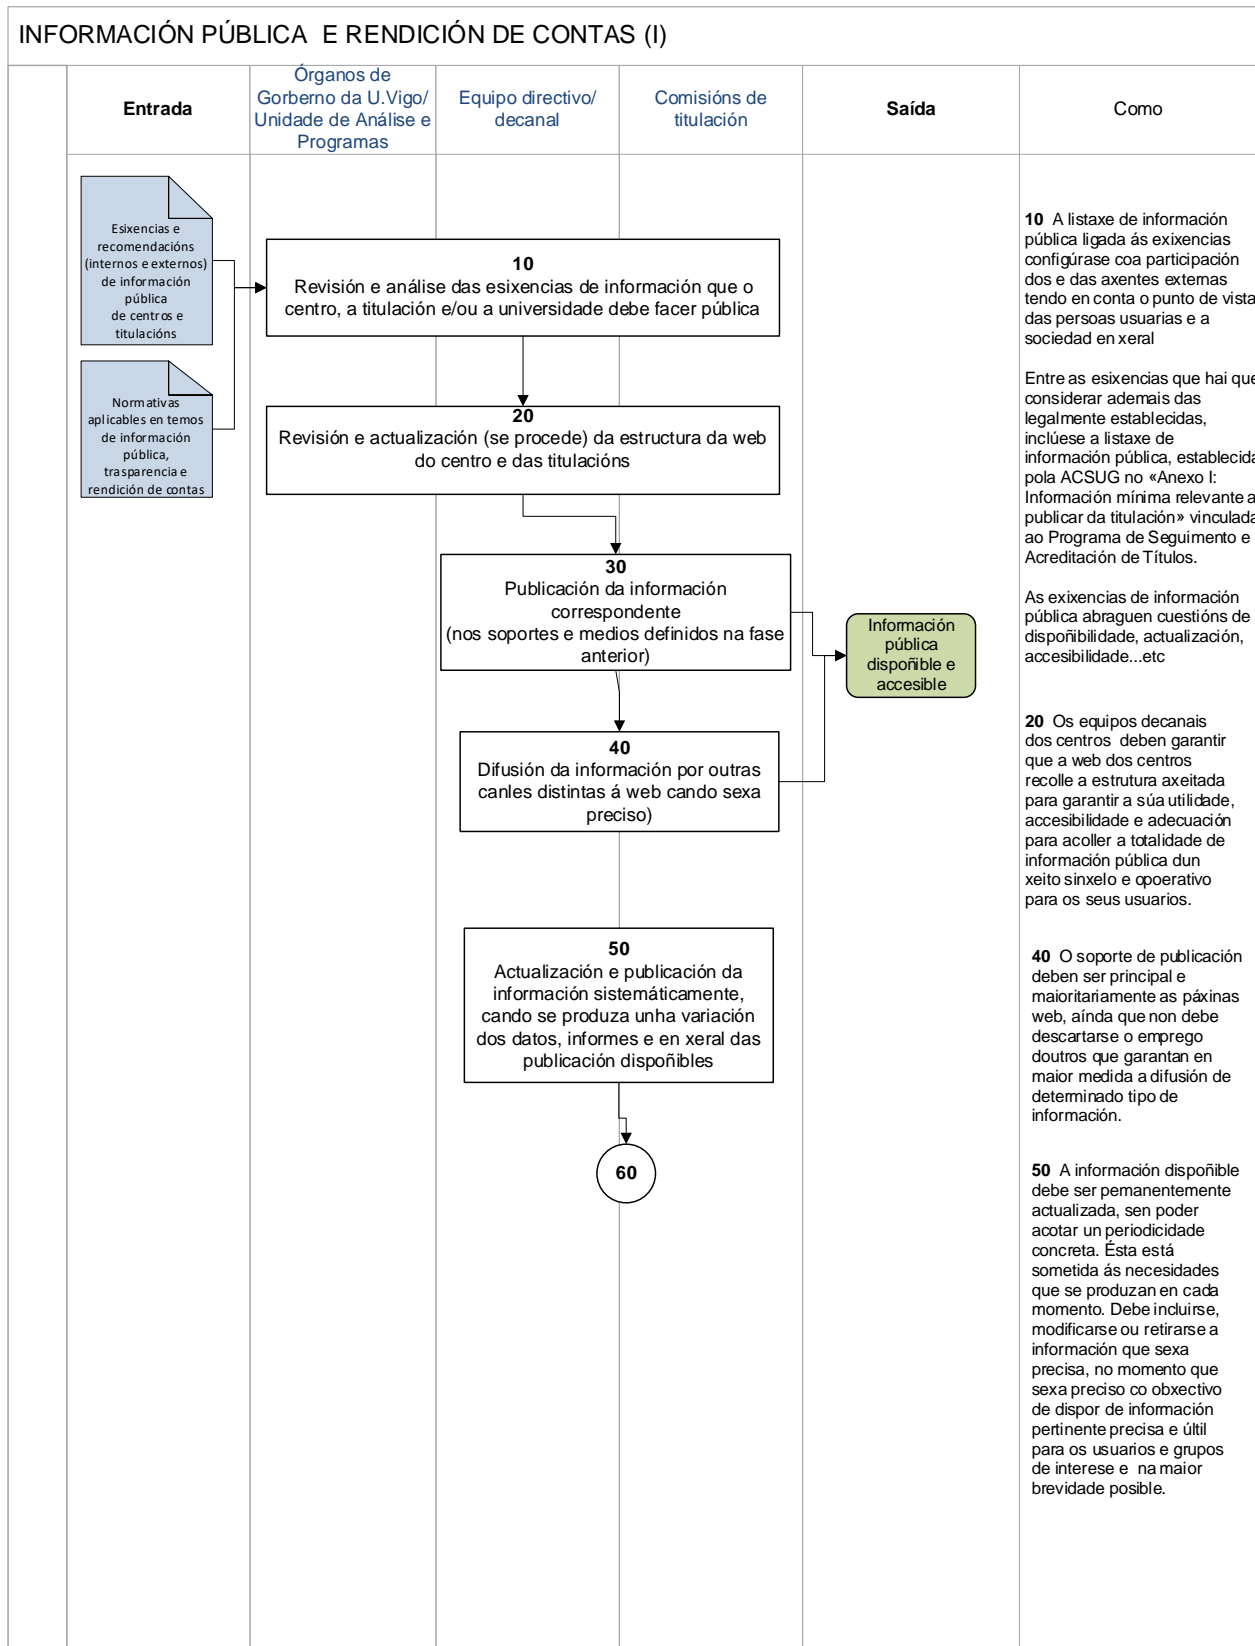 INFORMACIÓN PÚBLICA E RENDICIÓN DE CONTAS (I)
Entrada
Órganos de
Gorberno da U.Vigo/
Unidade de Análise e
Programas
Equipo directivo/
decanal
Comisións de
titulación
Saída
Como
Esixencias e
recomendacións
(internos e externos)
de información
pública
de centros e
titulacións
Normativas
aplicables en temos
de información
pública,
trasparencia e
rendición de contas
10
Revisión e análise das esixencias de información que o
centro, a titulación e/ou a universidade debe facer pública
20
Revisión e actualización (se procede) da estructura da web
do centro e das titulacións
30
Publicación da información
correspondente
(nos soportes e medios definidos na fase
anterior)
Información
pública
dispoñible e
accesible
40
Difusión da información por outras
canles distintas á web cando sexa
preciso)
50
Actualización e publicación da
información sistemáticamente,
cando se produza unha variación
dos datos, informes e en xeral das
publicación dispoñibles
60
10 A listaxe de información
pública ligada ás exixencias
configúrase coa participación
dos e das axentes externas
tendo en conta o punto de vista
das persoas usuarias e a
sociedad en xeral
Entre as esixencias que hai que
considerar ademais das
legalmente establecidas,
inclúese a listaxe de
información pública, establecida
pola ACSUG no «Anexo I:
Información mínima relevante a
publicar da titulación» vinculada
ao Programa de Seguimento e
Acreditación de Títulos.
As exixencias de información
pública abraguen cuestións de
dispoñibilidade, actualización,
accesibilidade...etc
20 Os equipos decanais
dos centros deben garantir
que a web dos centros
recolle a estrutura axeitada
para garantir a súa utilidade,
accesibilidade e adecuación
para acoller a totalidade de
información pública dun
xeito sinxelo e opoerativo
para os seus usuarios.
40 O soporte de publicación
deben ser principal e
maioritariamente as páxinas
web, aínda que non debe
descartarse o emprego
doutros que garantan en
maior medida a difusión de
determinado tipo de
información.
50 A información dispoñible
debe ser pemanentemente
actualizada, sen poder
acotar un periodicidade
concreta. Ésta está
sometida ás necesidades
que se produzan en cada
momento. Debe incluirse,
modificarse ou retirarse a
información que sexa
precisa, no momento que
sexa preciso co obxectivo
de dispor de información
pertinente precisa e últil
para os usuarios e grupos
de interese e na maior
brevidade posible.